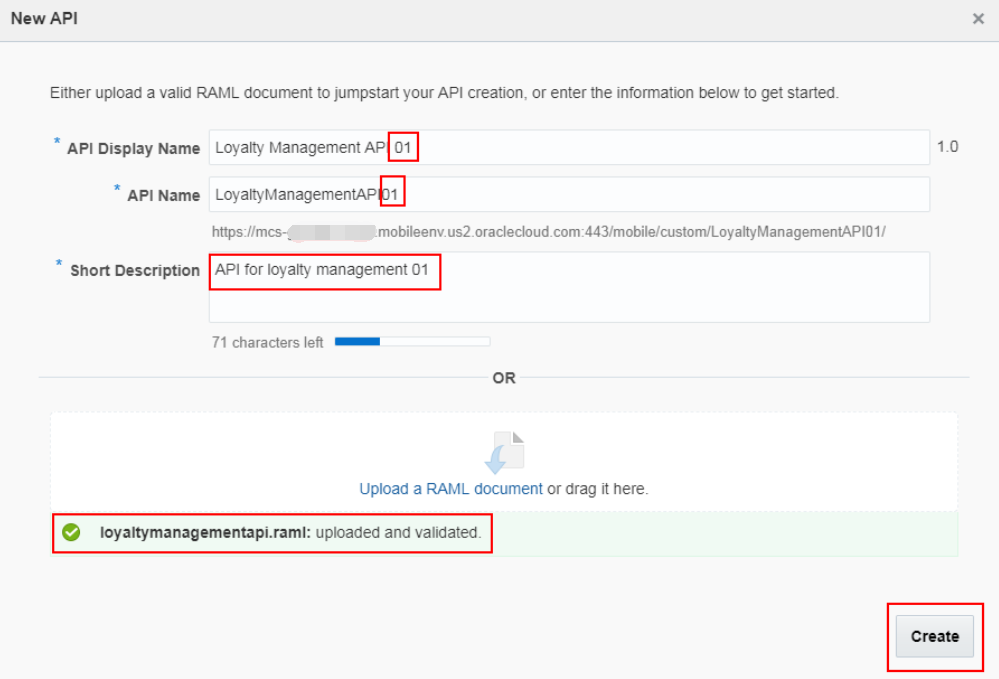 New API ×
Either upload a valid RAML document to jumpstart your API creation, or enter the information below to get started.
* API Display Name Loyalty Management API 01 1.0
* API Name LoyaltyManagementAPI01
https://mcs- .mobileenv.us2.oraclecloud.com:443/mobile/custom/LoyaltyManagementAPI01/
* Short Description API for loyalty management 01
71 characters left
OR
Upload a RAML document or drag it here.
loyaltymanagementapi.raml: uploaded and validated.
Create